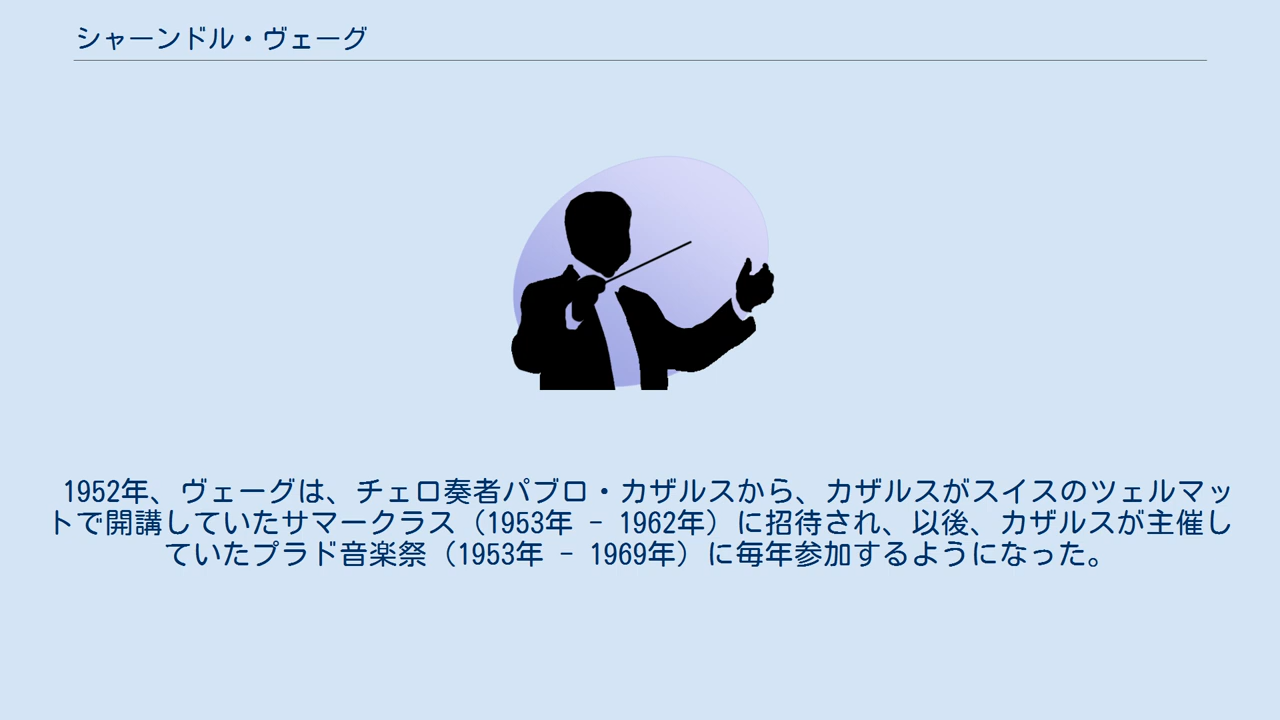 シャーンドル・ヴェーグ
1952年、ヴェーグは、チェロ奏者パブロ・カザルスから、カザルスがスイスのツェルマッ
トで開講していたサマークラス（1953年 - 1962年）に招待され、以後、カザルスが主催し
ていたプラド音楽祭（1953年 - 1969年）に毎年参加するようになった。